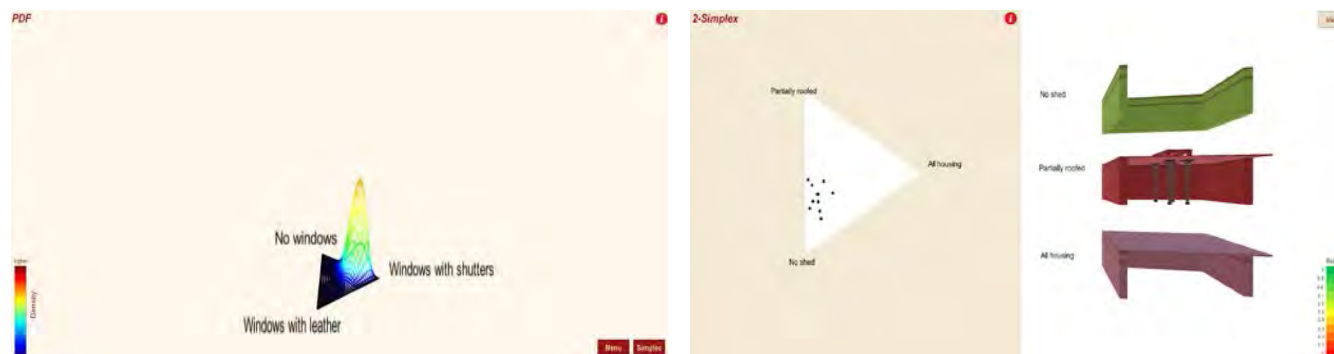 PDF
i
No windows
Windows with shutters
Windows with leather
Density
Menu
Simplex
2-Simplex
i
Partially roofed
All housing
No shed
No shed
Partially roofed
All housing